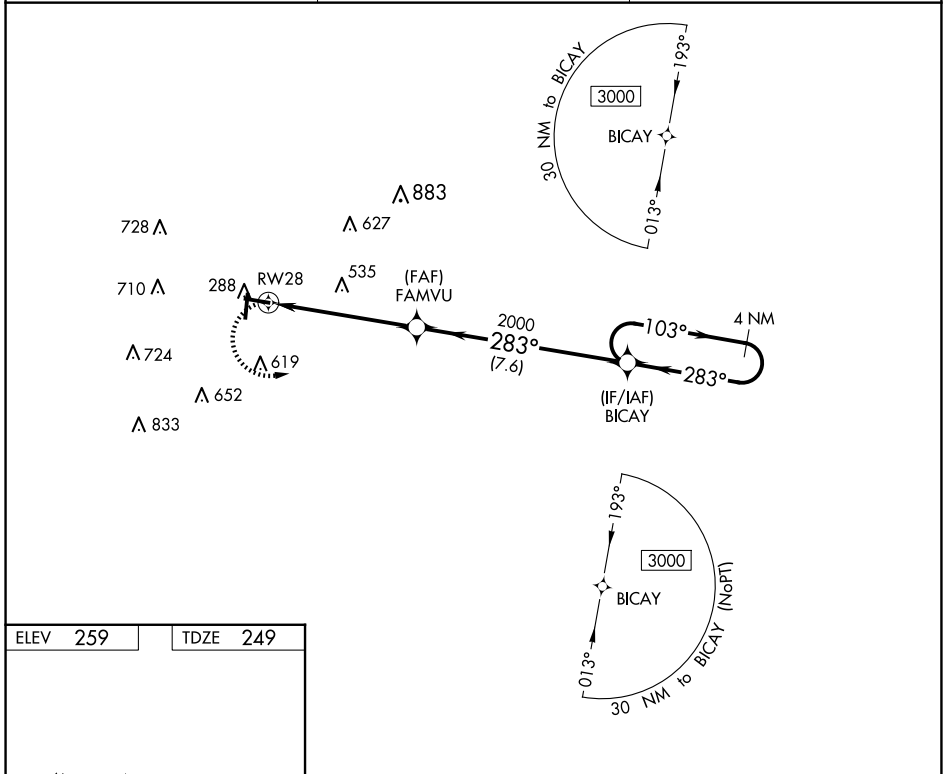 30 NM to BICAY
193°
3000
BICAY
013°
883
728
627
710
288
RW28
535
(FAF)
FAMVU
2000
283°
(7.6)
103°
4 NM
283°
(IF/IAF)
BICAY
724
619
652
833
193°
3000
BICAY
013°
30 NM to BICAY (NoPT)
ELEV 259
TDZE 249